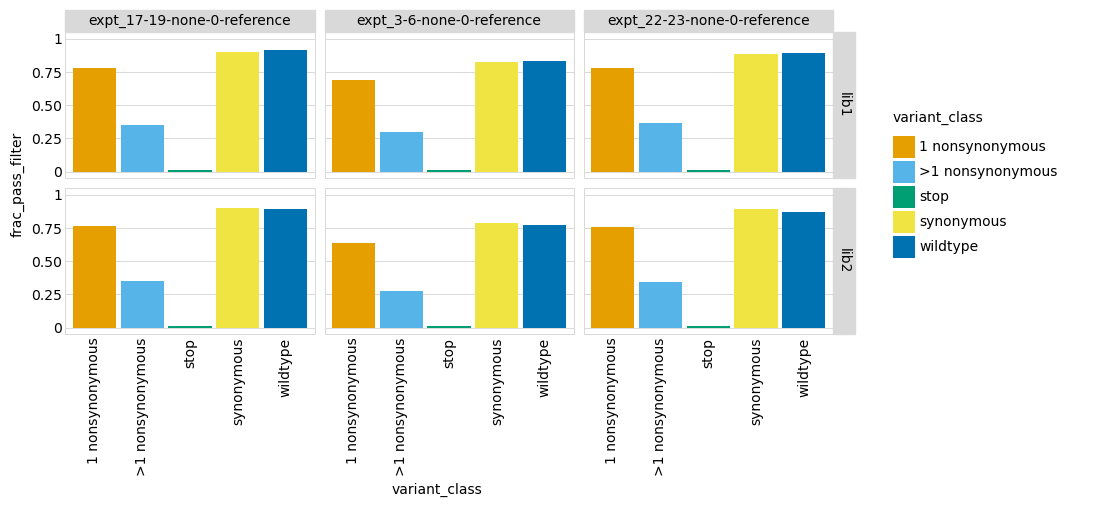 expt_17-19-none-0-reference
expt_3-6-none-0-reference
expt_22-23-none-0-reference
1
0.75
0.50
0.25
0
lib1
1
0.75
0.50
0.25
0
lib2
frac_pass_filter
1 nonsynonymous
>1 nonsynonymous
stop
synonymous
wildtype
1 nonsynonymous
>1 nonsynonymous
stop
synonymous
wildtype
1 nonsynonymous
>1 nonsynonymous
stop
synonymous
wildtype
variant_class
variant_class
1 nonsynonymous
>1 nonsynonymous
stop
synonymous
wildtype